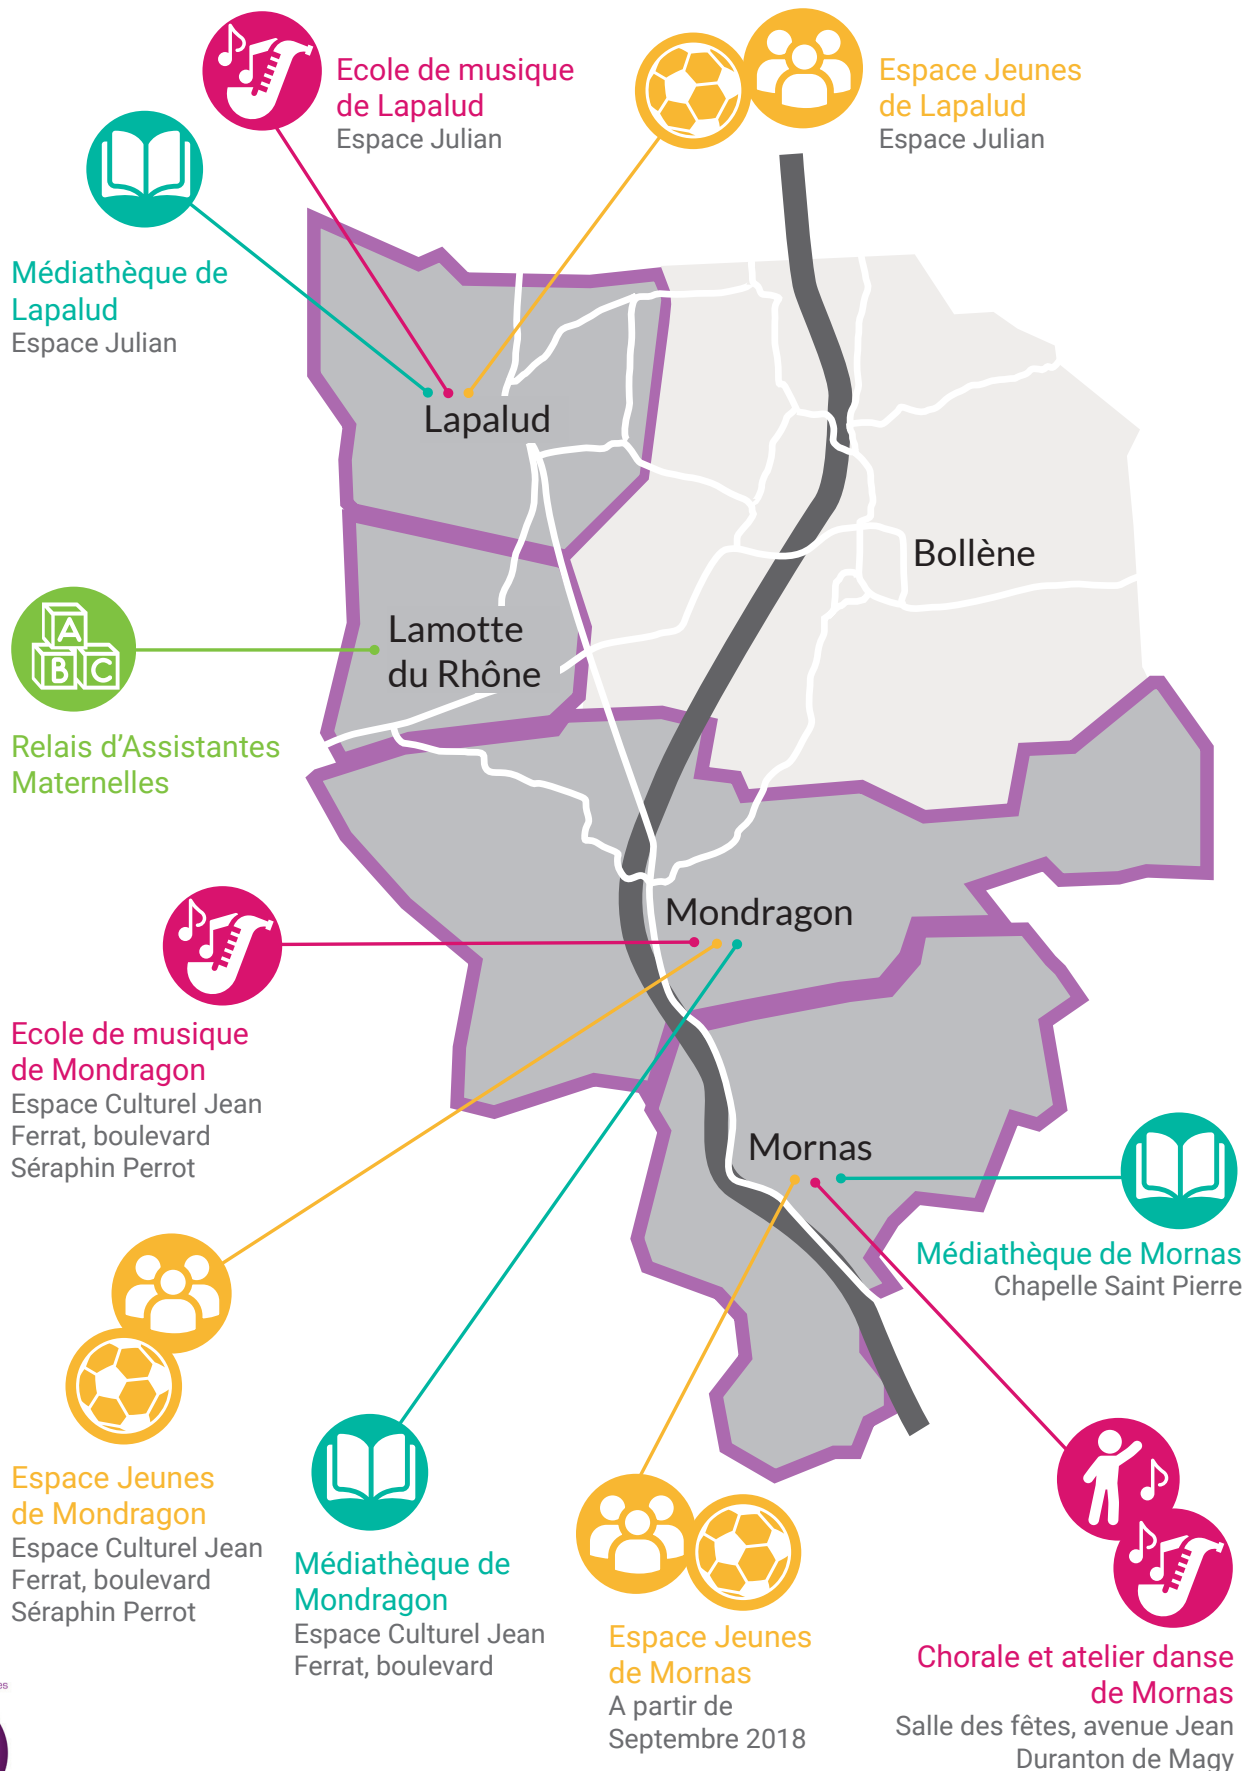 Ecole de musique
de Lapalud
Espace Julian
Espace Jeunes
de Lapalud
Espace Julian
Médiathèque de
Lapalud
Espace Julian
Lapalud
Bollène
Lamotte
du Rhône
A
B
C
Relais d'Assistantes
Maternelles
Mondragon
Ecole de musique
de Mondragon
Espace Culturel Jean
Ferrat, boulevard
Séraphin Perrot
Mornas
Médiathèque de Mornas
Chapelle Saint Pierre
Espace Jeunes
de Mondragon
Espace Culturel Jean
Ferrat, boulevard
Séraphin Perrot
Médiathèque de
Mondragon
Espace Culturel Jean
Ferrat, boulevard
Espace Jeunes
de Mornas
A partir de
Septembre 2018
Chorale et atelier danse
de Mornas
Salle des fêtes, avenue Jean
Duranton de Magy